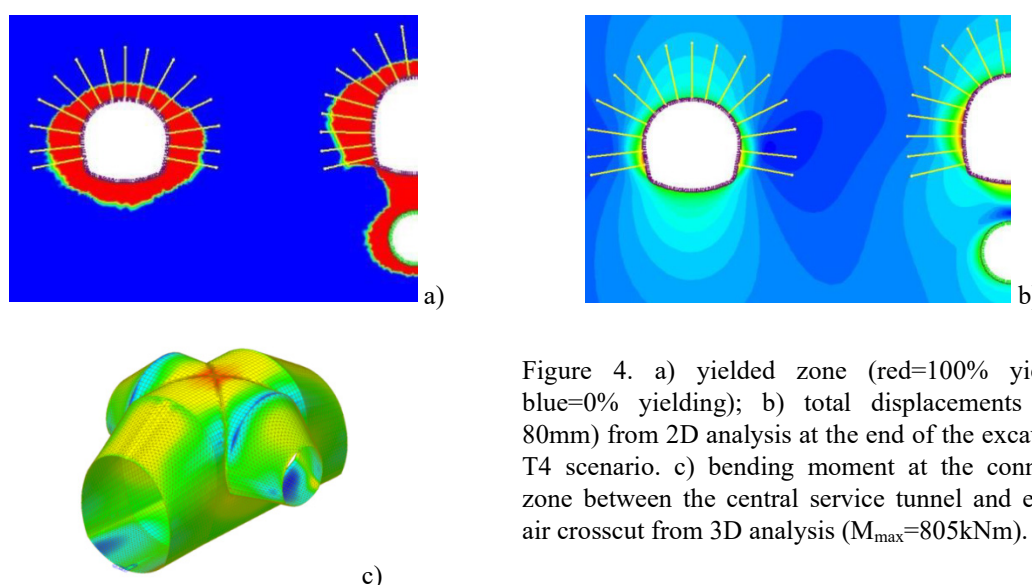 a)
b
c)
Figure 4. a) yielded zone (red=100% yie
blue=0% yielding); b) total displacements
80mm) from 2D analysis at the end of the excav
T4 scenario. c) bending moment at the conn
zone between the central service tunnel and e
air crosscut from 3D analysis (Mmax=805kNm).